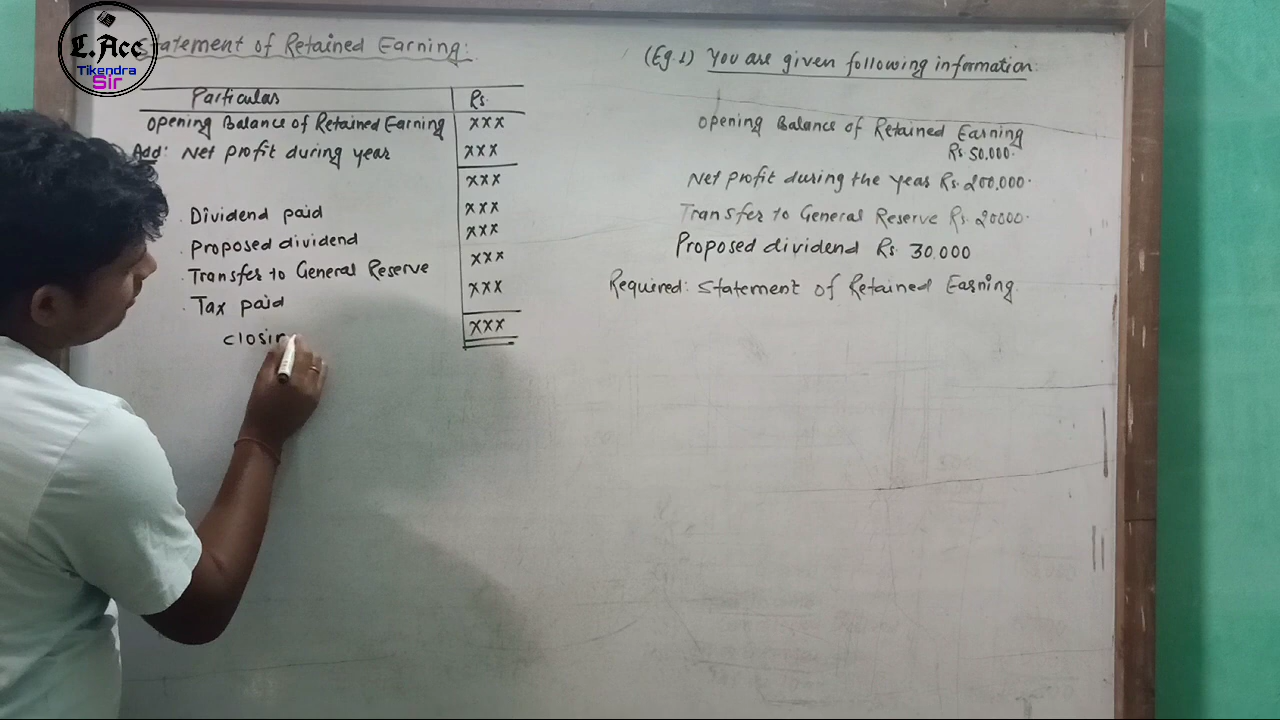 L.Acc
Tikendra
Sir
Statement of Retained Earning:
Particulas Rs.
Opening Balance of Retained Earning xxx
Add: Net profit during year xxx
xxx
Dividend paid xxx
Proposed dividend xxx
Transfer to General Reserve xxx
Tax paid xxx
closin xxx
(Eg.1) You are given following information:
Opening Balance of Retained Earning
Rs 50,000.
Net profit during the year Rs. 200,000.
Transfer to General Reserve Rs. 20000.
Proposed dividend Rs. 30,000
Required: Statement of Retained Earning